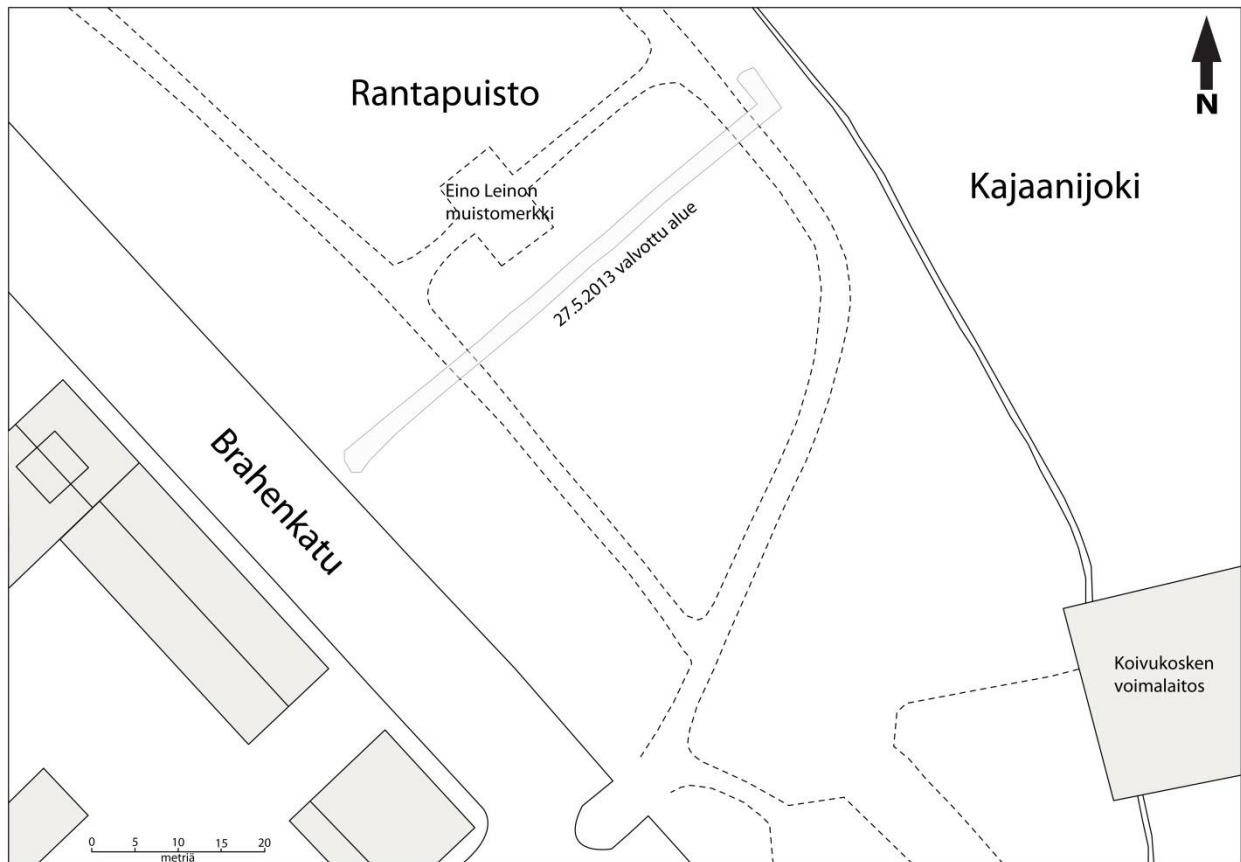 Rantapuisto
N
Kajaanijoki
Eino Leinon
muistomerkki
27.5.2013 valvottu alue
Brahenkatu
Koivukosken
voimalaitos
0 5 10 15 20
metriä